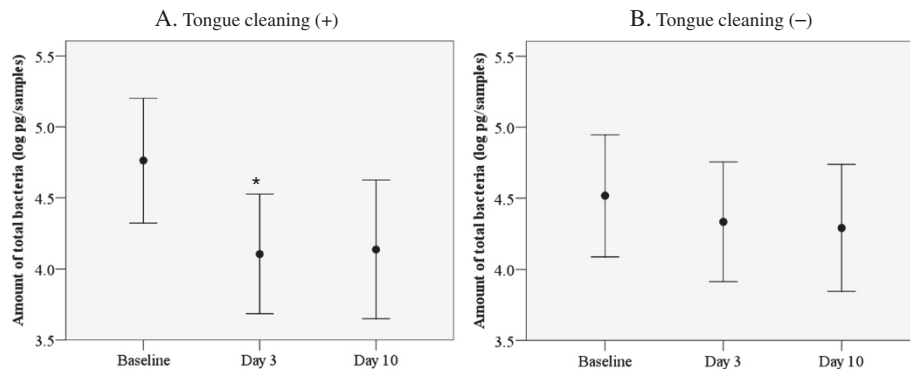 A. Tongue cleaning (+)
Amount of total bacteria (log pg/samples)
5.5
5.0
4.5
4.0
3.5
*
Baseline
Day 3
Day 10
B. Tongue cleaning (−)
Amount of total bacteria (log pg/samples)
5.5
5.0
4.5
4.0
3.5
Baseline
Day 3
Day 10